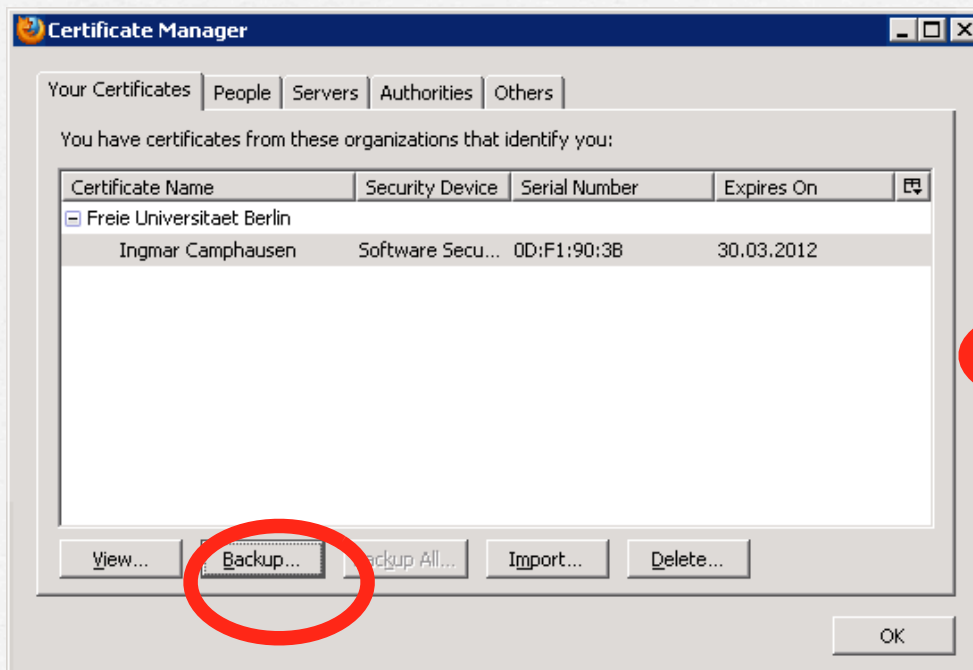 Certificate Manager
Your Certificates People Servers Authorities Others
You have certificates from these organizations that identify you:
Certificate Name Security Device Serial Number Expires On
Freie Universitaet Berlin
Ingmar Camphausen Software Secu... 0D:F1:90:3B 30.03.2012
View... Backup... Backup All... Import... Delete...
OK